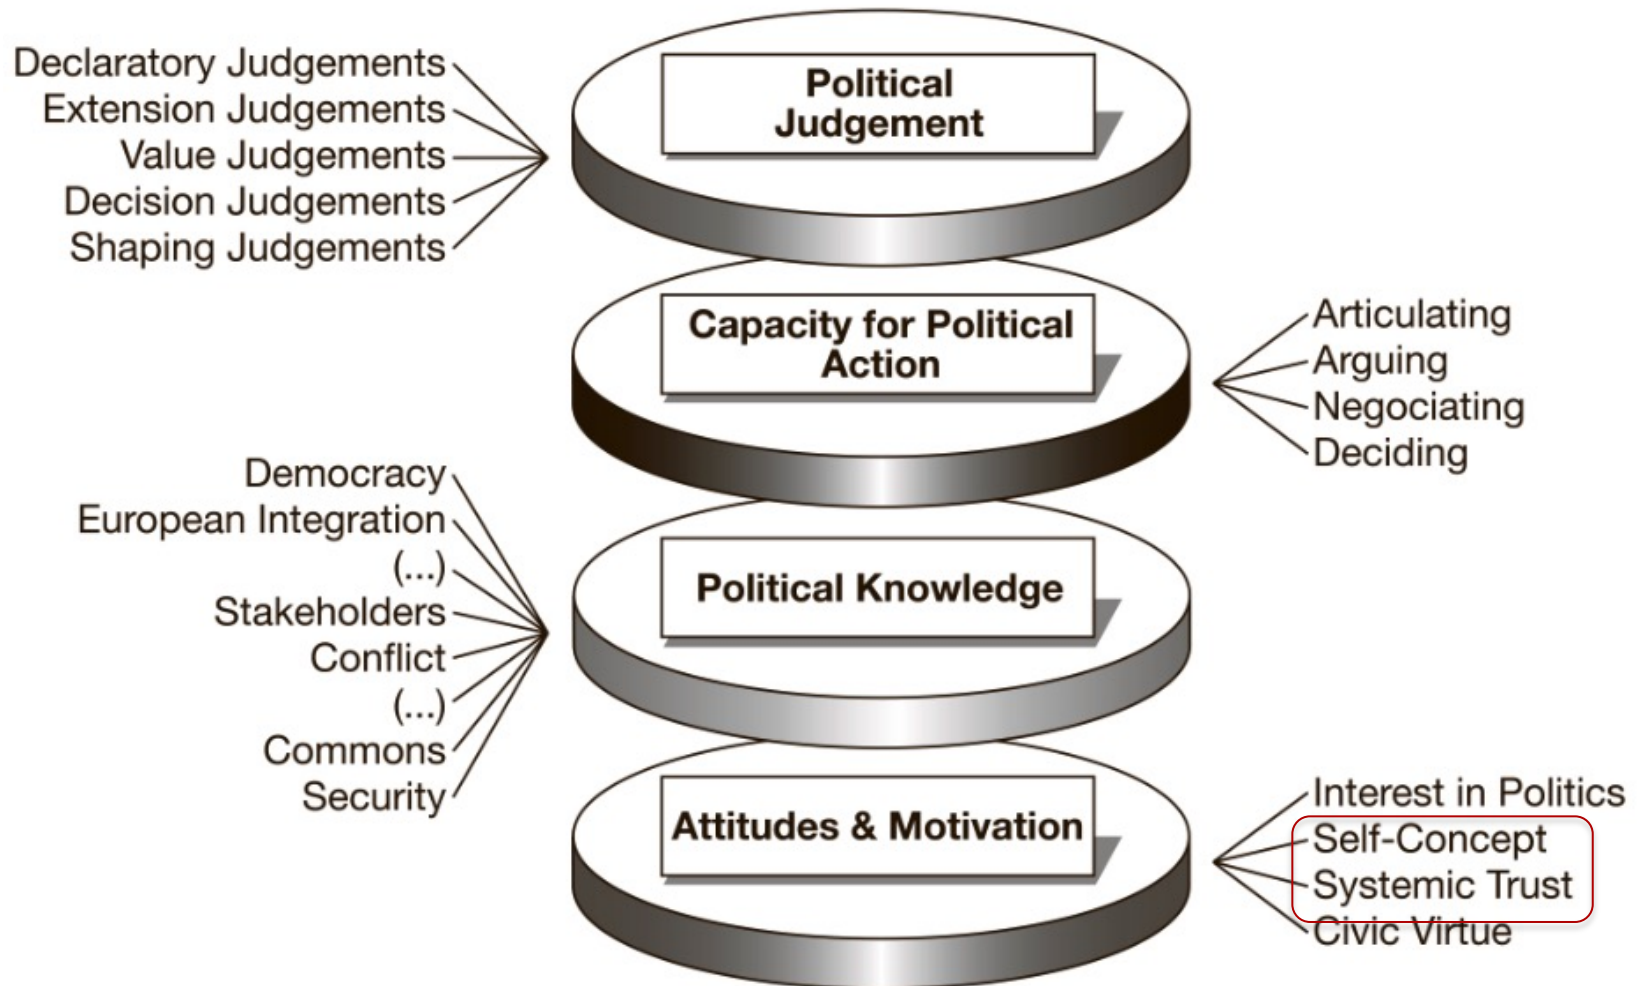 Declaratory Judgements
Extension Judgements
Value Judgements
Decision Judgements
Shaping Judgements
Political
Judgement
Capacity for Political
Action
Articulating
Arguing
Negociating
Deciding
Democracy
European Integration
(...)
Stakeholders
Conflict
(...)
Commons
Security
Political Knowledge
Attitudes & Motivation
Interest in Politics
Self-Concept
Systemic Trust
Civic Virtue